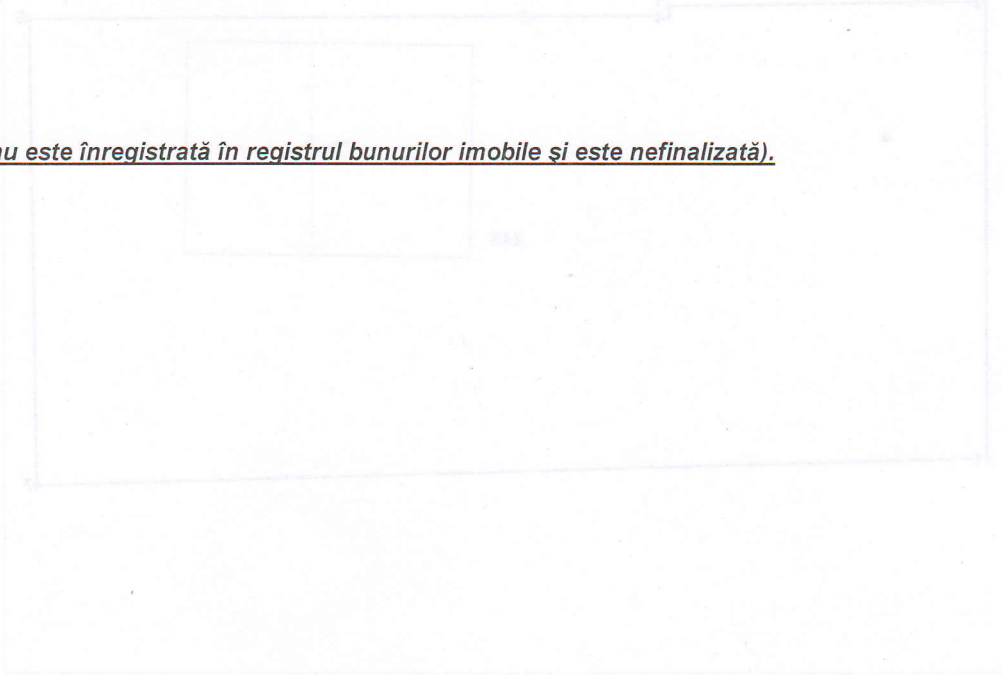 nu este înregistrată în registrul bunurilor imobile şi este nefinalizată).